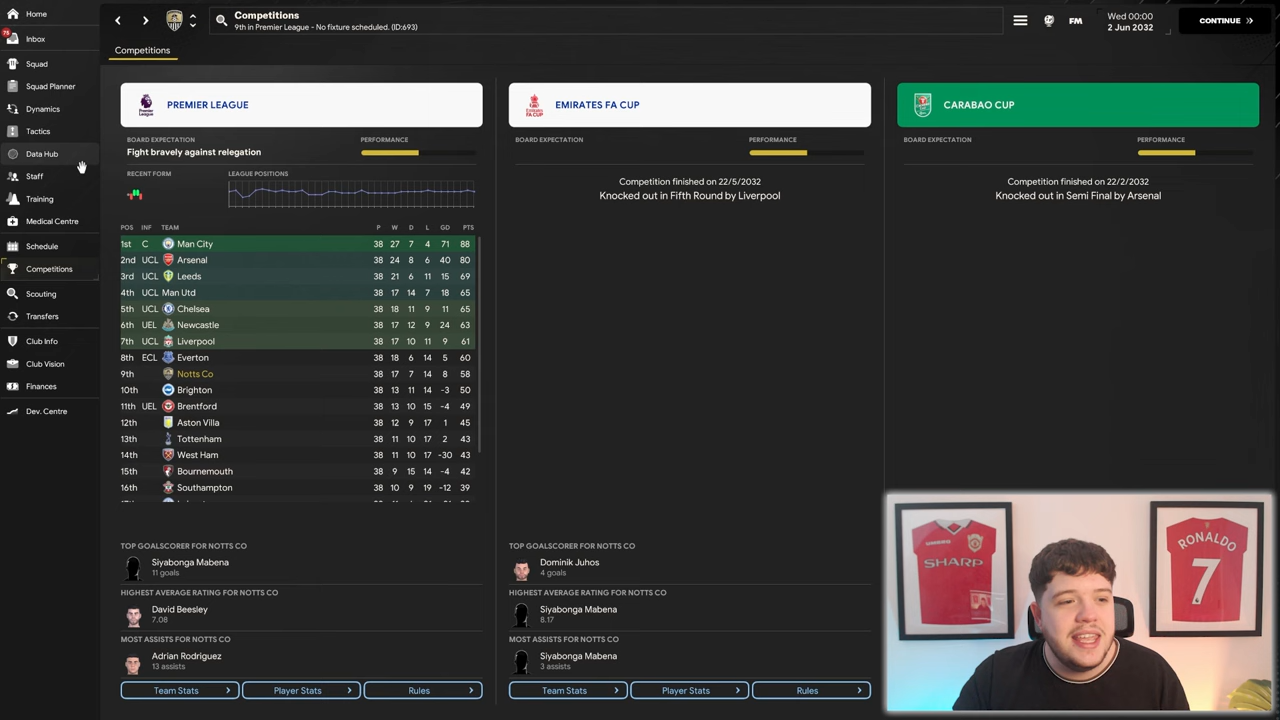 Home
75
Inbox
Squad
Squad Planner
Dynamics
Tactics
Data Hub
Staff
Training
Medical Centre
Schedule
Competitions
Scouting
Transfers
Club Info
Club Vision
Finances
Dev. Centre
Competitions
9th in Premier League - No fixture scheduled. (ID:693)
FM
Wed 00:00
2 Jun 2032
CONTINUE
Competitions
PREMIER LEAGUE
BOARD EXPECTATION PERFORMANCE
Fight bravely against relegation
RECENT FORM LEAGUE POSITIONS
POS INF TEAM P W D L GD PTS
1st C Man City 38 27 7 4 71 88
2nd UCL Arsenal 38 24 8 6 40 80
3rd UCL Leeds 38 21 6 11 15 69
4th UCL Man Utd 38 17 14 7 18 65
5th UCL Chelsea 38 18 11 9 11 65
6th UEL Newcastle 38 17 12 9 24 63
7th UCL Liverpool 38 17 10 11 9 61
8th ECL Everton 38 18 6 14 5 60
9th Notts Co 38 17 7 14 8 58
10th Brighton 38 13 11 14 -3 50
11th UEL Brentford 38 13 10 15 -4 49
12th Aston Villa 38 12 9 17 1 45
13th Tottenham 38 11 10 17 2 43
14th West Ham 38 11 10 17 -30 43
15th Bournemouth 38 9 15 14 -4 42
16th Southampton 38 10 9 19 -12 39
TOP GOALSCORER FOR NOTTS CO
Siyabonga Mabena
11 goals
HIGHEST AVERAGE RATING FOR NOTTS CO
David Beesley
7.08
MOST ASSISTS FOR NOTTS CO
Adrian Rodriguez
13 assists
Team Stats
Player Stats
Rules
EMIRATES FA CUP
BOARD EXPECTATION PERFORMANCE
Competition finished on 22/5/2032
Knocked out in Fifth Round by Liverpool
TOP GOALSCORER FOR NOTTS CO
Dominik Juhos
4 goals
HIGHEST AVERAGE RATING FOR NOTTS CO
Siyabonga Mabena
8.17
MOST ASSISTS FOR NOTTS CO
Siyabonga Mabena
3 assists
Team Stats
Player Stats
Rules
CARABAO CUP
BOARD EXPECTATION PERFORMANCE
Competition finished on 22/2/2032
Knocked out in Semi Final by Arsenal
SHARP
RONALDO
7